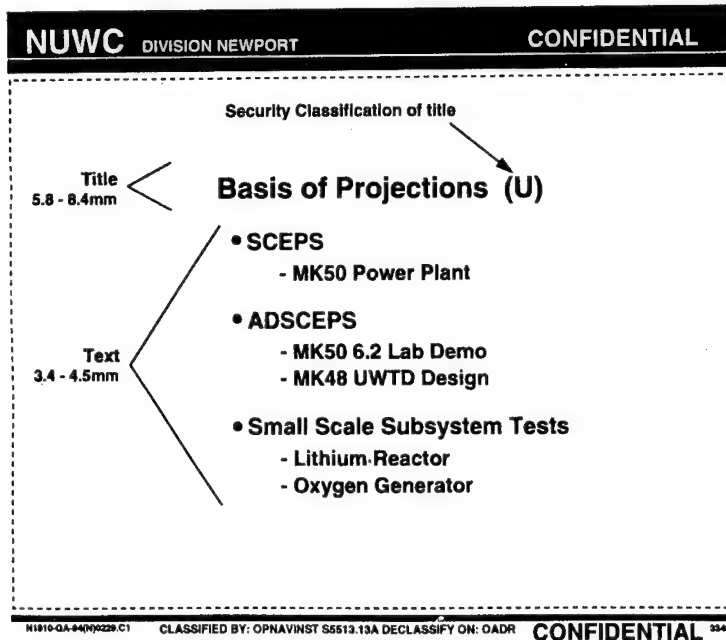 NUWC DIVISION NEWPORT CONFIDENTIAL
Security Classification of title
Title
5.8 - 8.4mm
Basis of Projections (U)
• SCEPS
- MK50 Power Plant
• ADSCEPS
- MK50 6.2 Lab Demo
- MK48 UWTD Design
Text
3.4 - 4.5mm
• Small Scale Subsystem Tests
- Lithium Reactor
- Oxygen Generator
CLASSIFIED BY: OPNAVINST S5513.13A DECLASSIFY ON: OADR CONFIDENTIAL